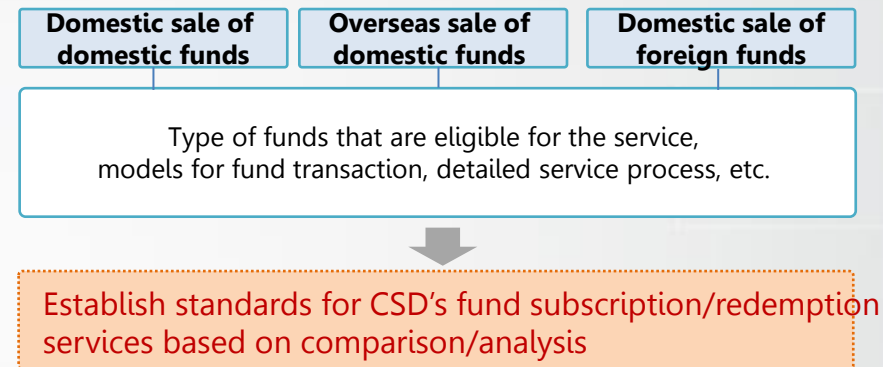 Domestic sale of
domestic funds
Overseas sale of
domestic funds
Domestic sale of
foreign funds
Type of funds that are eligible for the service,
models for fund transaction, detailed service process, etc.
Establish standards for CSD’s fund subscription/redemption
services based on comparison/analysis